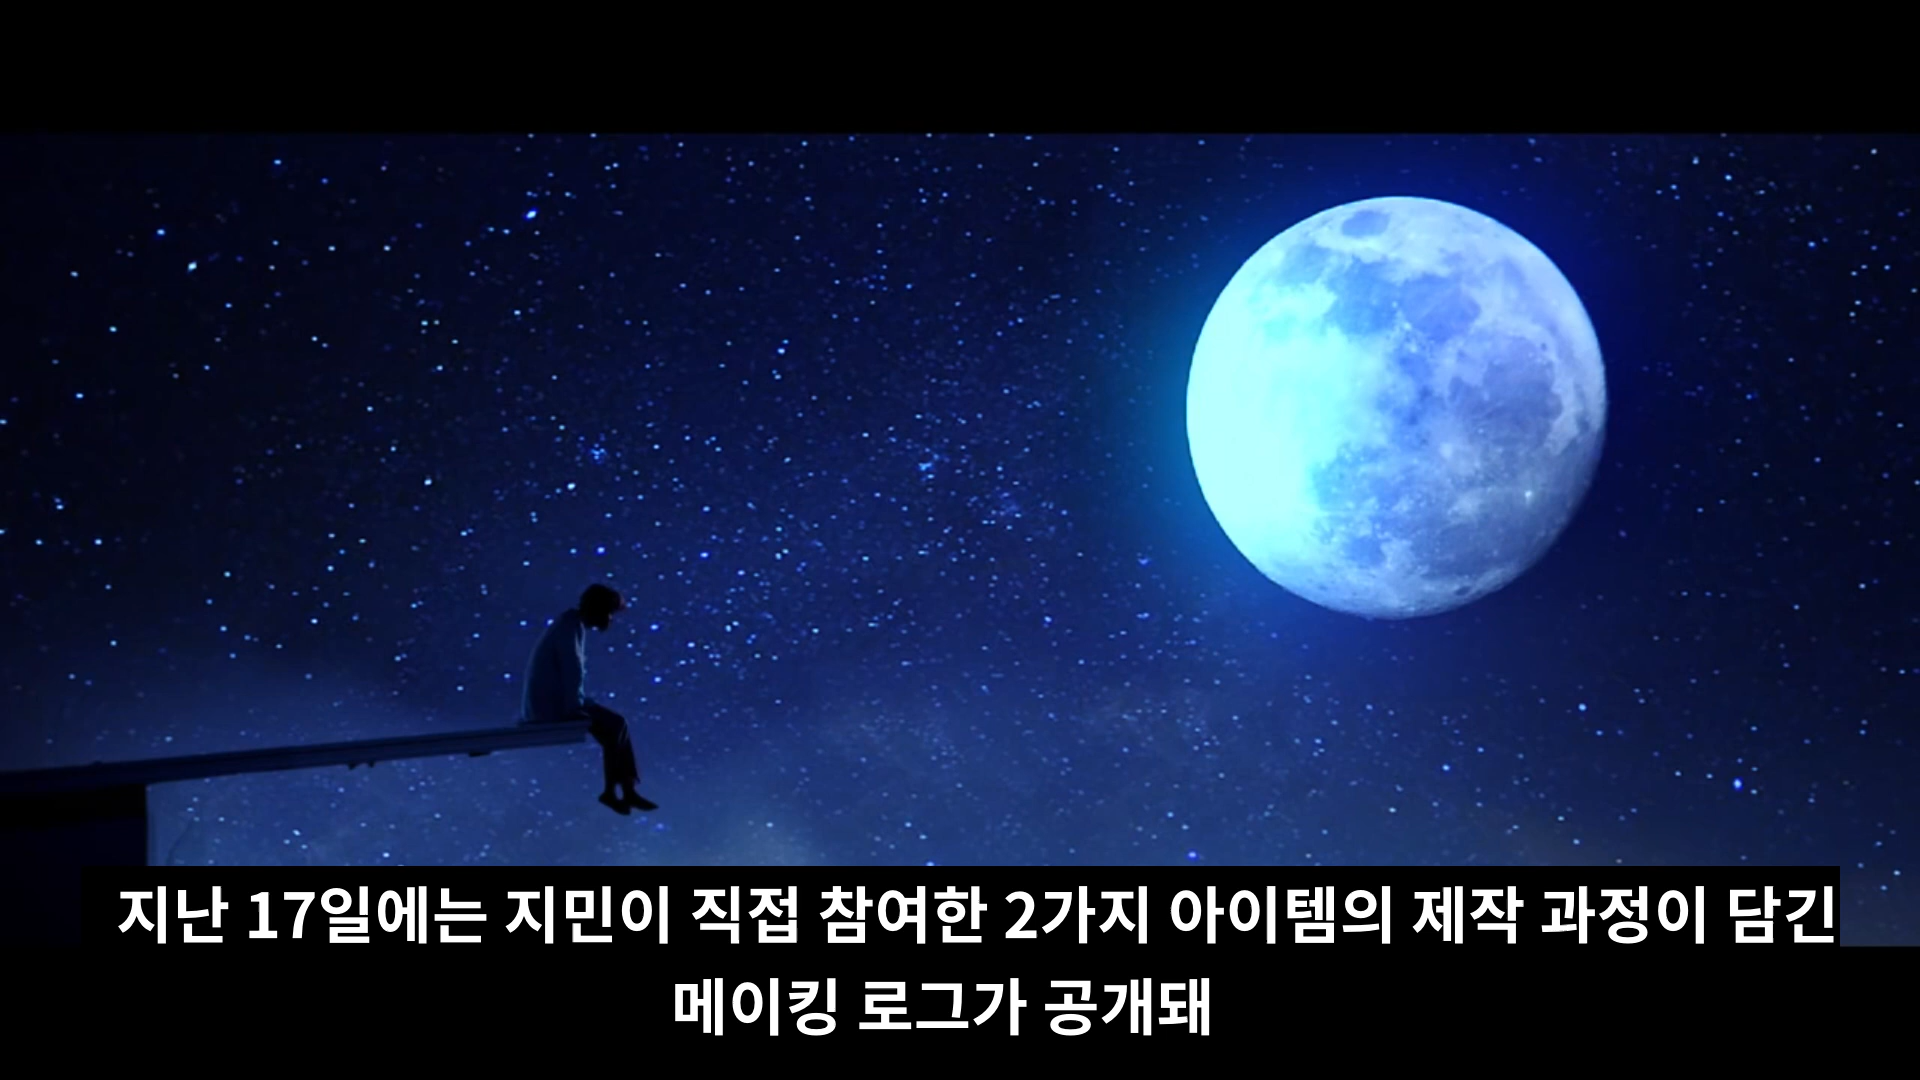 지난 17일에는 지민이 직접 참여한 2가지 아이템의 제작 과정이 담긴
메이킹 로그가 공개돼